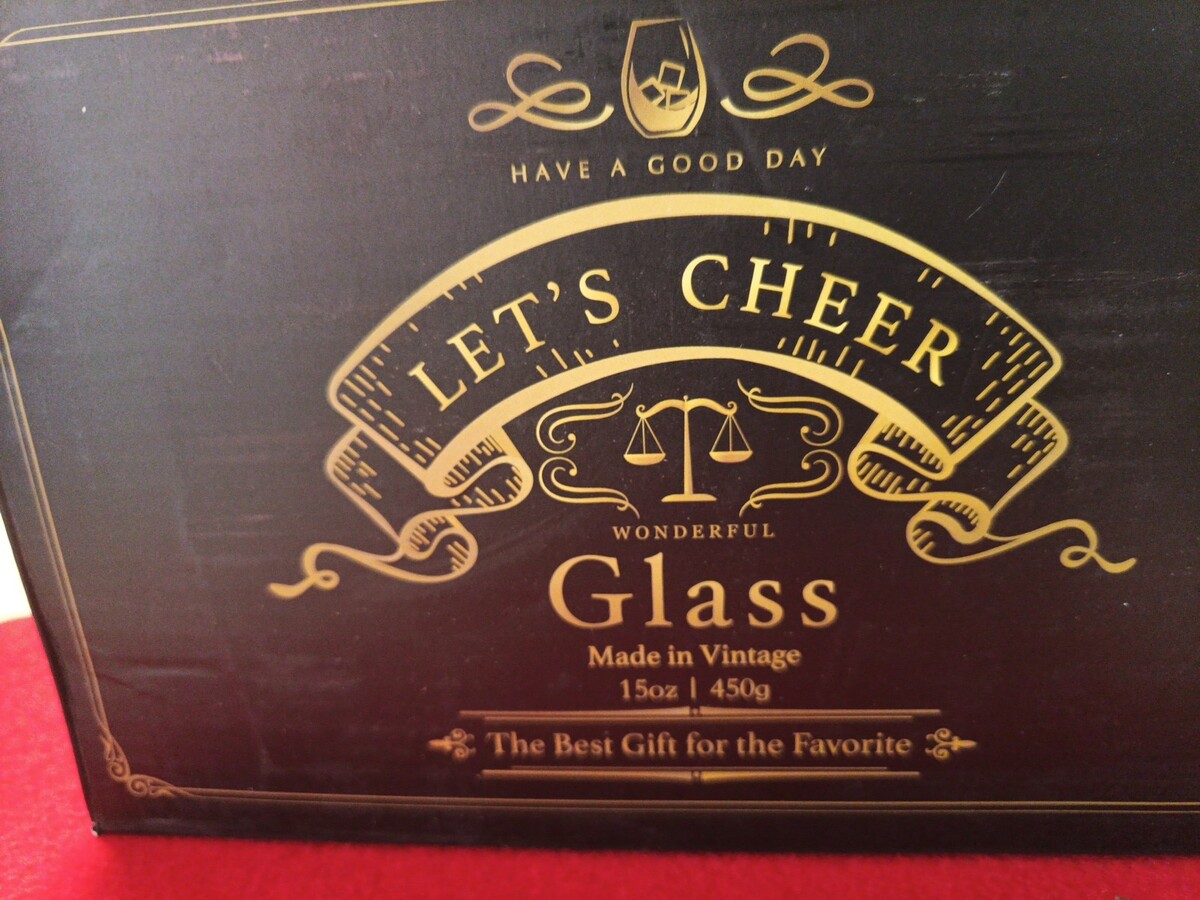 HAVE A GOOD DAY
LET'S CHEER
WONDERFUL
Glass
Made in Vintage
15oz | 450g
The Best Gift for the Favorite